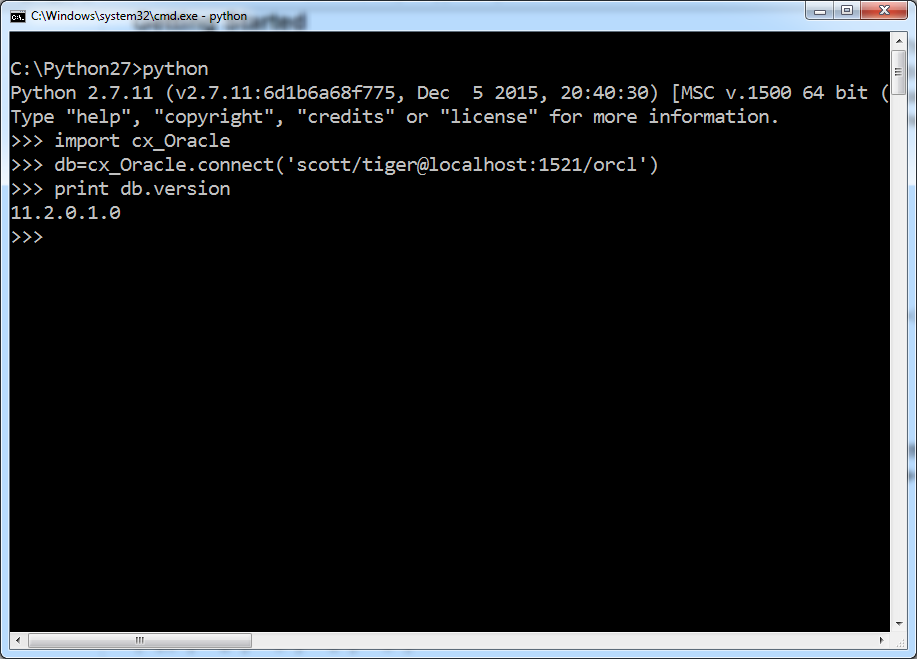 Getting Started
C:\Windows\system32\cmd.exe - python
C:\Python27>python
Python 2.7.11 (v2.7.11:6d1b6a68f775, Dec  5 2015, 20:40:30) [MSC v.1500 64 bit (
Type "help", "copyright", "credits" or "license" for more information.
>>> import cx_Oracle
>>> db=cx_Oracle.connect('scott/tiger@localhost:1521/orcl')
>>> print db.version
11.2.0.1.0
>>>